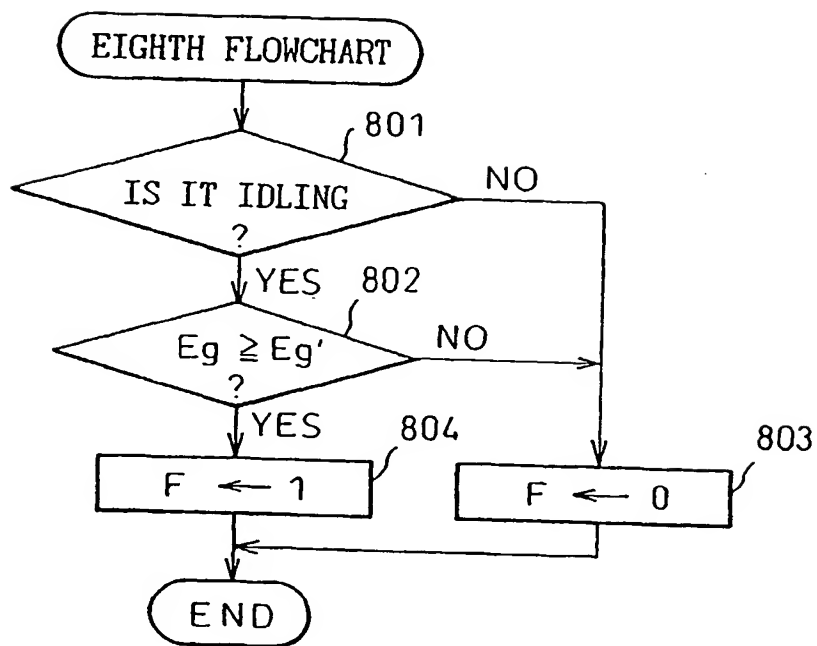 EIGHTH FLOWCHART
801
IS IT IDLING
?
NO
YES
802
Eg ≧ Eg'
?
NO
YES
804
F ← 1
803
F ← 0
END